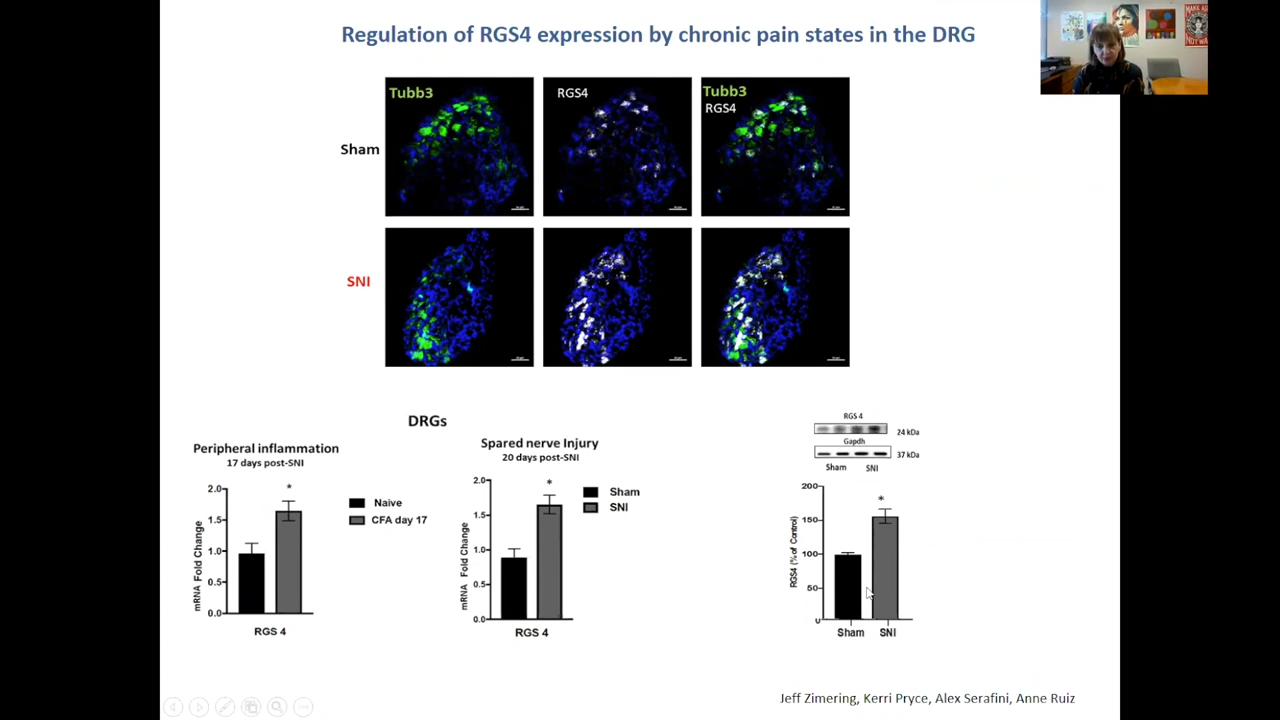 Regulation of RGS4 expression by chronic pain states in the DRG
Tubb3
RGS4
Tubb3
RGS4
Sham
SNI
DRGs
Peripheral inflammation
17 days post-SNI
2.0
1.5
1.0
0.5
0.0
mRNA Fold Change
*
RGS 4
Naive
CFA day 17
Spared nerve Injury
20 days post-SNI
2.0
1.5
1.0
0.5
0.0
mRNA Fold Change
*
RGS 4
Sham
SNI
RGS 4
24 kDa
Gapdh
37 kDa
Sham SNI
200
150
100
50
0
RGS4 (% of Control)
*
Sham SNI
Jeff Zimering, Kerri Pryce, Alex Serafini, Anne Ruiz